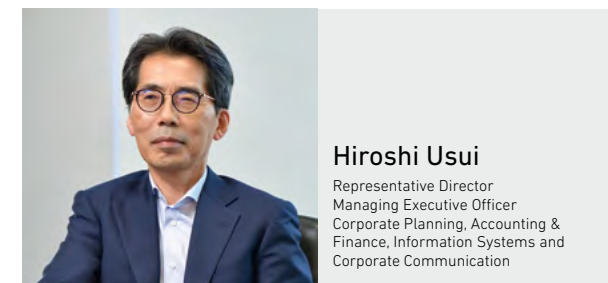 Hiroshi Usui
Representative Director
Managing Executive Officer
Corporate Planning, Accounting &
Finance, Information Systems and
Corporate Communication